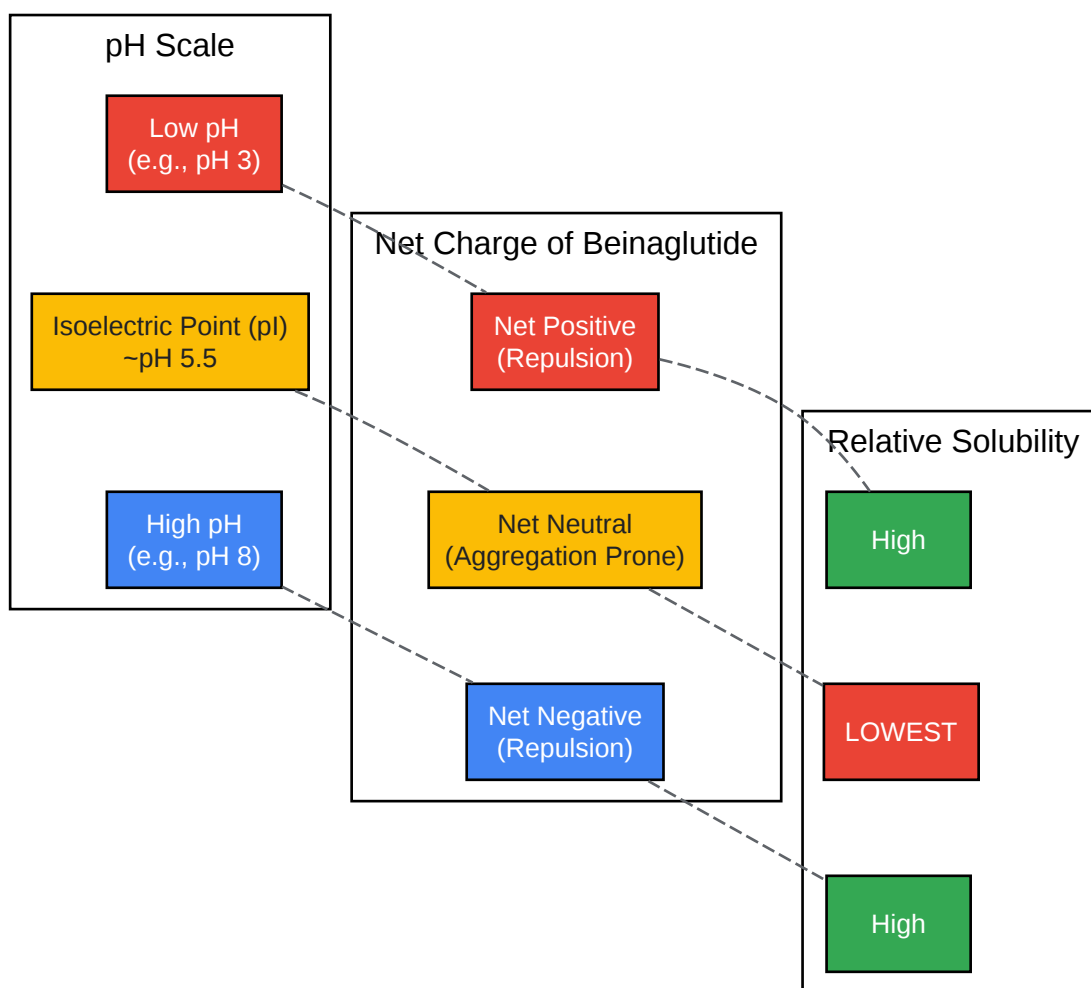 pH Scale
Low pH
(e.g., pH 3)
Isoelectric Point (pI)
~pH 5.5
High pH
(e.g., pH 8)
Net Charge of Beinaglutide
Net Positive
(Repulsion)
Net Neutral
(Aggregation Prone)
Net Negative
(Repulsion)
Relative Solubility
High
LOWEST
High